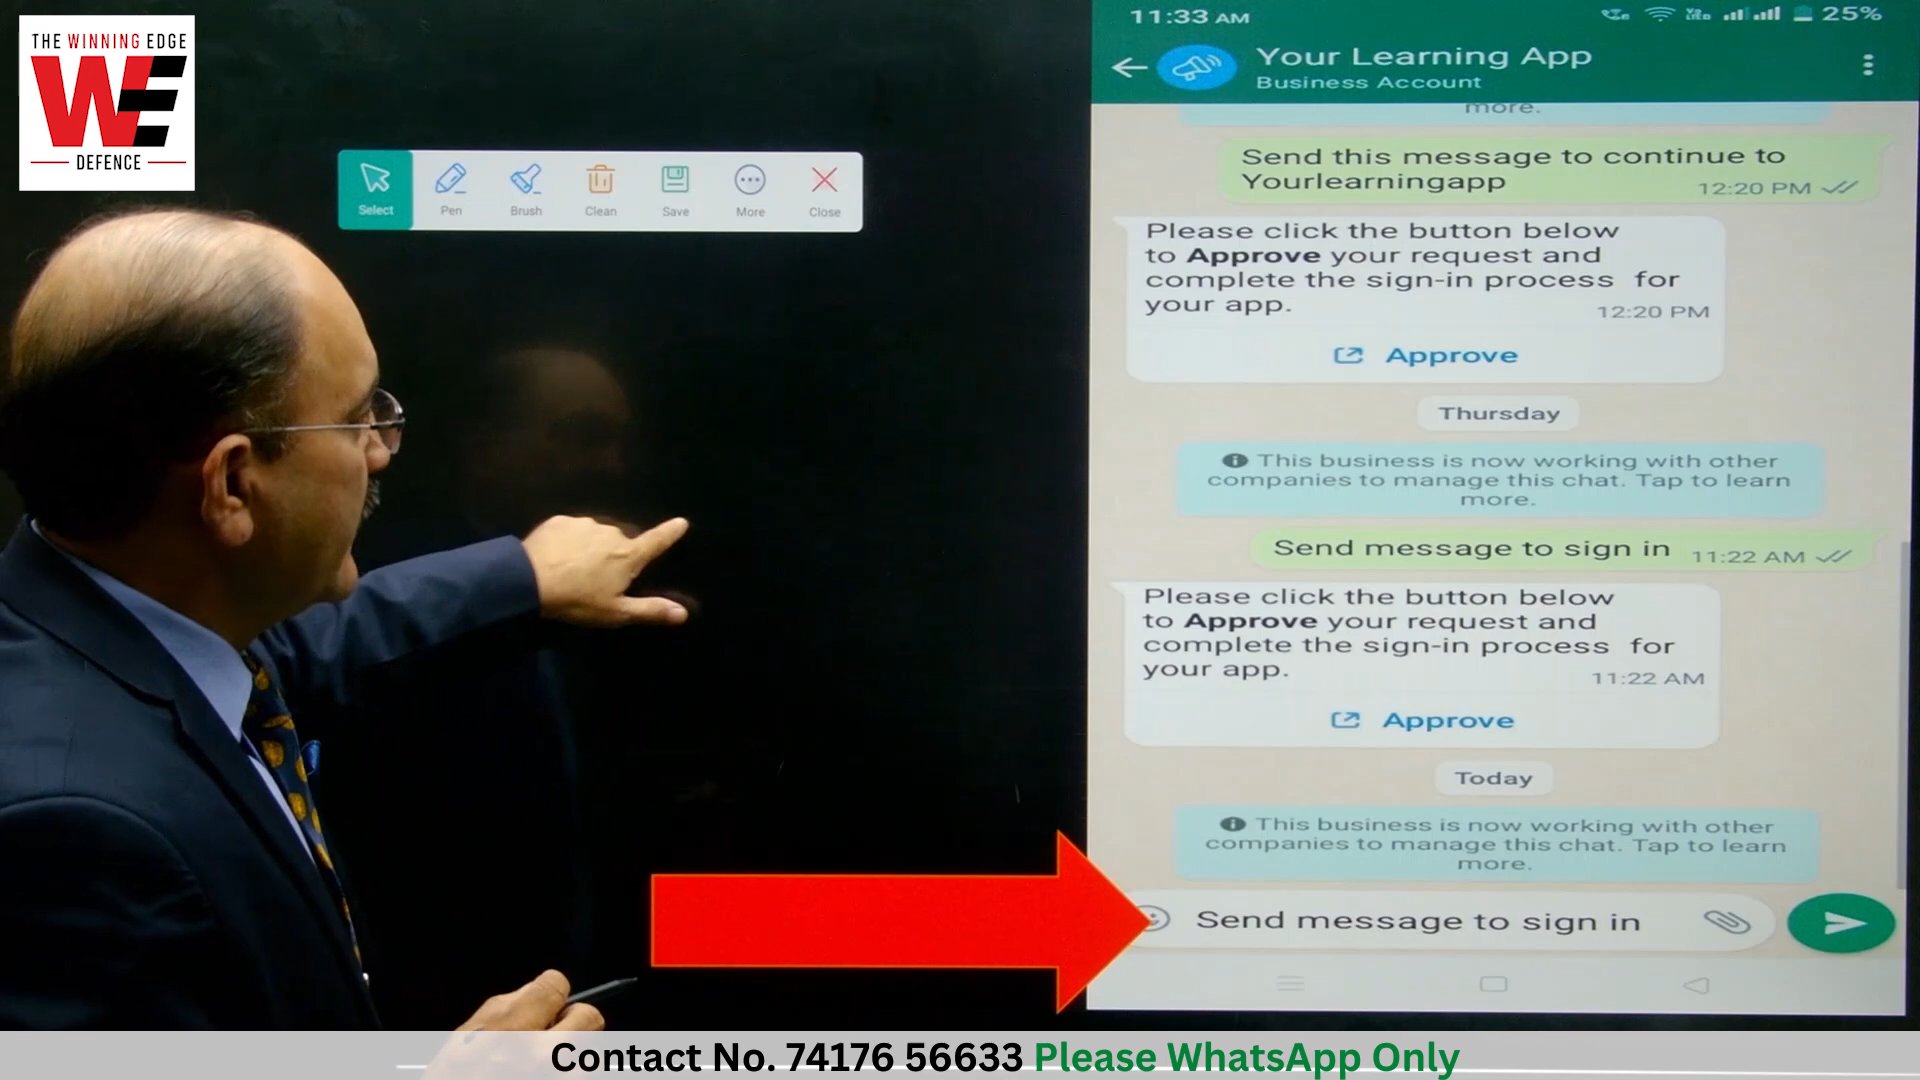 THE WINNING EDGE
WE
DEFENCE
Select
Pen
Brush
Clean
Save
More
Close
11:33 AM
25%
Your Learning App
Business Account
more.
Send this message to continue to
Yourlearningapp
12:20 PM
Please click the button below
to Approve your request and
complete the sign-in process for
your app.
12:20 PM
Approve
Thursday
This business is now working with other
companies to manage this chat. Tap to learn
more.
Send message to sign in 11:22 AM
Please click the button below
to Approve your request and
complete the sign-in process for
your app.
11:22 AM
Approve
Today
This business is now working with other
companies to manage this chat. Tap to learn
more.
Send message to sign in
Contact No. 74176 56633 Please WhatsApp Only